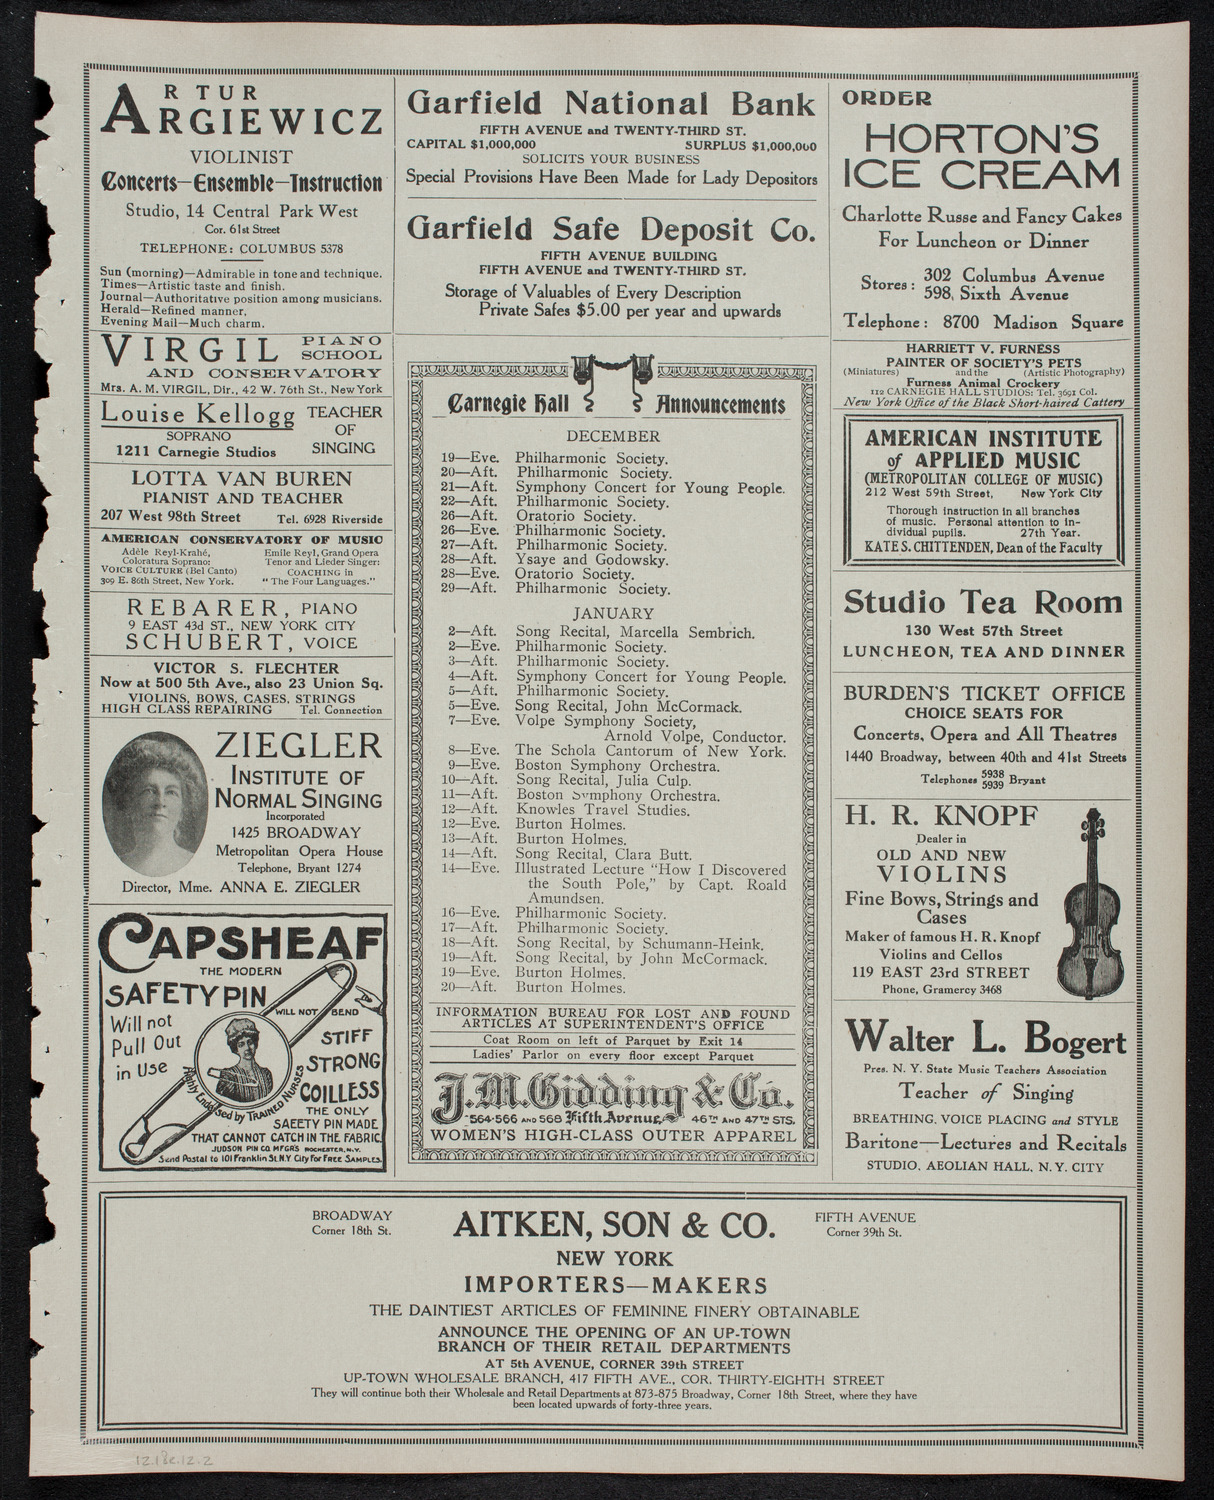 ARTUR
ARGIEWICZ
VIOLINIST
Concerts—Ensemble—Instruction
Studio, 14 Central Park West
Cor. 61st Street
TELEPHONE: COLUMBUS 5378
Sun (morning)—Admirable in tone and technique.
Times—Artistic taste and finish.
Journal—Authoritative position among musicians.
Herald—Refined manner,
Evening Mail—Much charm.
VIRGIL PIANO
SCHOOL
AND CONSERVATORY
Mrs. A. M. VIRGIL, Dir., 42 W. 76th St., New York
Louise Kellogg TEACHER
OF
SINGING
SOPRANO
1211 Carnegie Studios
LOTTA VAN BUREN
PIANIST AND TEACHER
207 West 98th Street Tel. 6928 Riverside
AMERICAN CONSERVATORY OF MUSIC
Adèle Reyl-Krahé, Emile Reyl, Grand Opera
Coloratura Soprano: Tenor and Lieder Singer:
VOICE CULTURE (Bel Canto) COACHING in
309 E. 86th Street, New York. "The Four Languages."
REBARER, PIANO
9 EAST 43d ST., NEW YORK CITY
SCHUBERT, VOICE
VICTOR S. FLECHTER
Now at 500 5th Ave., also 23 Union Sq.
VIOLINS, BOWS, CASES, STRINGS
HIGH CLASS REPAIRING Tel. Connection
ZIEGLER
INSTITUTE OF
NORMAL SINGING
Incorporated
1425 BROADWAY
Metropolitan Opera House
Telephone, Bryant 1274
Director, Mme. ANNA E. ZIEGLER
CAPSHEAF
THE MODERN
SAFETY PIN
WILL NOT BEND
Will not
Pull Out
in Use
STIFF
STRONG
COILLESS
Highly Endorsed by TRAINED NURSES
THE ONLY
SAFETY PIN MADE
THAT CANNOT CATCH IN THE FABRIC.
JUDSON PIN CO. MFGRS ROCHESTER, N.Y.
Send Postal to 101 Franklin St. N.Y. City for FREE SAMPLES.
Garfield National Bank
FIFTH AVENUE and TWENTY-THIRD ST.
CAPITAL $1,000,000 SURPLUS $1,000,000
SOLICITS YOUR BUSINESS
Special Provisions Have Been Made for Lady Depositors
Garfield Safe Deposit Co.
FIFTH AVENUE BUILDING
FIFTH AVENUE and TWENTY-THIRD ST.
Storage of Valuables of Every Description
Private Safes $5.00 per year and upwards
Carnegie Hall Announcements
DECEMBER
19—Eve. Philharmonic Society.
20—Aft. Philharmonic Society.
21—Aft. Symphony Concert for Young People.
22—Aft. Philharmonic Society.
26—Aft. Oratorio Society.
26—Eve. Philharmonic Society.
27—Aft. Philharmonic Society.
28—Aft. Ysaye and Godowsky.
28—Eve. Oratorio Society.
29—Aft. Philharmonic Society.
JANUARY
2—Aft. Song Recital, Marcella Sembrich.
2—Eve. Philharmonic Society.
3—Aft. Philharmonic Society.
4—Aft. Symphony Concert for Young People.
5—Aft. Philharmonic Society.
5—Eve. Song Recital, John McCormack.
7—Eve. Volpe Symphony Society,
Arnold Volpe, Conductor.
8—Eve. The Schola Cantorum of New York.
9—Eve. Boston Symphony Orchestra.
10—Aft. Song Recital, Julia Culp.
11—Aft. Boston Symphony Orchestra.
12—Aft. Knowles Travel Studies.
12—Eve. Burton Holmes.
13—Aft. Burton Holmes.
14—Aft. Song Recital, Clara Butt.
14—Eve. Illustrated Lecture "How I Discovered
the South Pole," by Capt. Roald
Amundsen.
16—Eve. Philharmonic Society.
17—Aft. Philharmonic Society.
18—Aft. Song Recital, by Schumann-Heink.
19—Aft. Song Recital, by John McCormack.
19—Eve. Burton Holmes.
20—Aft. Burton Holmes.
INFORMATION BUREAU FOR LOST AND FOUND
ARTICLES AT SUPERINTENDENT'S OFFICE
Coat Room on left of Parquet by Exit 14
Ladies' Parlor on every floor except Parquet
J. M. Gidding & Co.
564-566 AND 568 Fifth Avenue, 46TH AND 47TH STS.
WOMEN'S HIGH-CLASS OUTER APPAREL
ORDER
HORTON'S
ICE CREAM
Charlotte Russe and Fancy Cakes
For Luncheon or Dinner
Stores: 302 Columbus Avenue
598, Sixth Avenue
Telephone: 8700 Madison Square
HARRIETT V. FURNESS
PAINTER OF SOCIETY'S PETS
(Miniatures) and the (Artistic Photography)
Furness Animal Crockery
112 CARNEGIE HALL STUDIOS: Tel. 3691 Col.
New York Office of the Black Short-haired Cattery
AMERICAN INSTITUTE
of APPLIED MUSIC
(METROPOLITAN COLLEGE OF MUSIC)
212 West 59th Street, New York City
Thorough instruction in all branches
of music. Personal attention to in-
dividual pupils. 27th Year.
KATE S. CHITTENDEN, Dean of the Faculty
Studio Tea Room
130 West 57th Street
LUNCHEON, TEA AND DINNER
BURDEN'S TICKET OFFICE
CHOICE SEATS FOR
Concerts, Opera and All Theatres
1440 Broadway, between 40th and 41st Streets
Telephones 5938
5939 Bryant
H. R. KNOPF
Dealer in
OLD AND NEW
VIOLINS
Fine Bows, Strings and
Cases
Maker of famous H. R. Knopf
Violins and Cellos
119 EAST 23rd STREET
Phone, Gramercy 3468
Walter L. Bogert
Pres. N. Y. State Music Teachers Association
Teacher of Singing
BREATHING, VOICE PLACING and STYLE
Baritone—Lectures and Recitals
STUDIO, AEOLIAN HALL, N. Y. CITY
BROADWAY
Corner 18th St.
AITKEN, SON & CO.
FIFTH AVENUE
Corner 39th St.
NEW YORK
IMPORTERS—MAKERS
THE DAINTIEST ARTICLES OF FEMININE FINERY OBTAINABLE
ANNOUNCE THE OPENING OF AN UP-TOWN
BRANCH OF THEIR RETAIL DEPARTMENTS
AT 5th AVENUE, CORNER 39th STREET
UP-TOWN WHOLESALE BRANCH, 417 FIFTH AVE., COR. THIRTY-EIGHTH STREET
They will continue both their Wholesale and Retail Departments at 873-875 Broadway, Corner 18th Street, where they have
been located upwards of forty-three years.